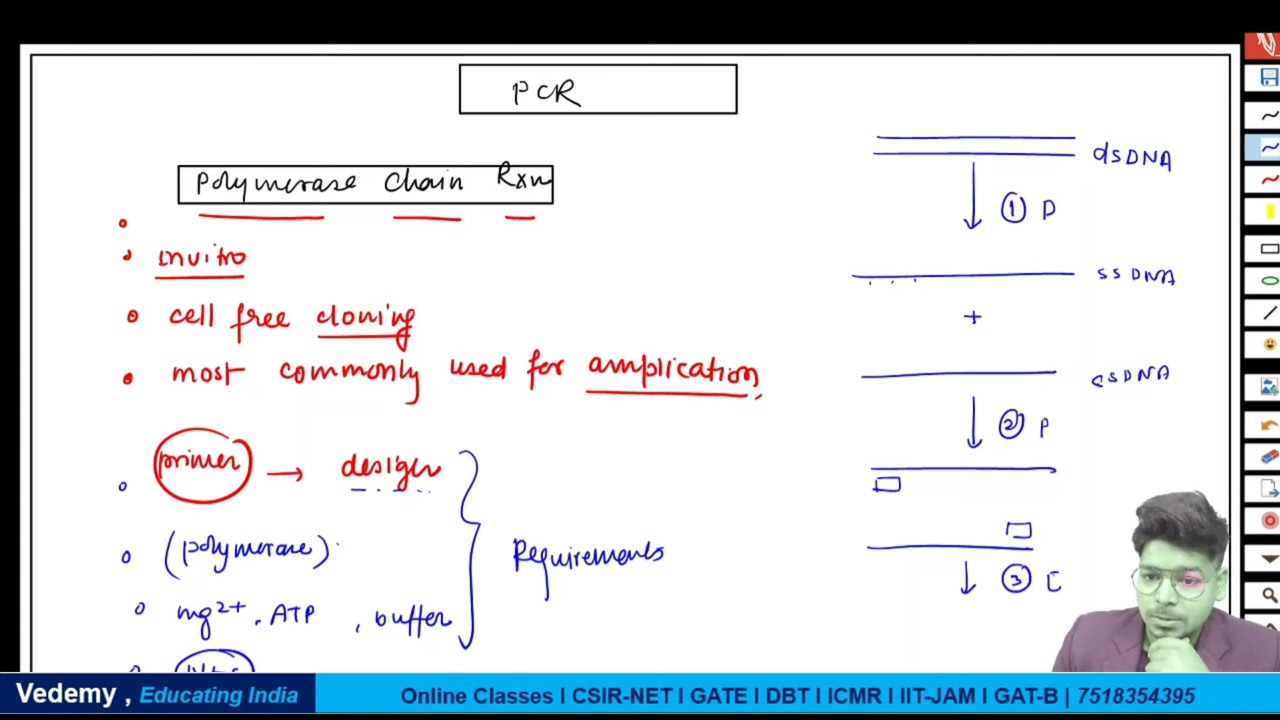 PCR
Polymerase Chain Rxn
invitro
cell free cloning
most commonly used for amplication,
primer → design
(polymerase)
mg2+ . ATP , buffer
Requirements
dsDNA
① D
ssDNA
+
csDNA
② P
③ E
Vedemy , Educating India
Online Classes I CSIR-NET I GATE I DBT I ICMR I IIT-JAM I GAT-B | 7518354395